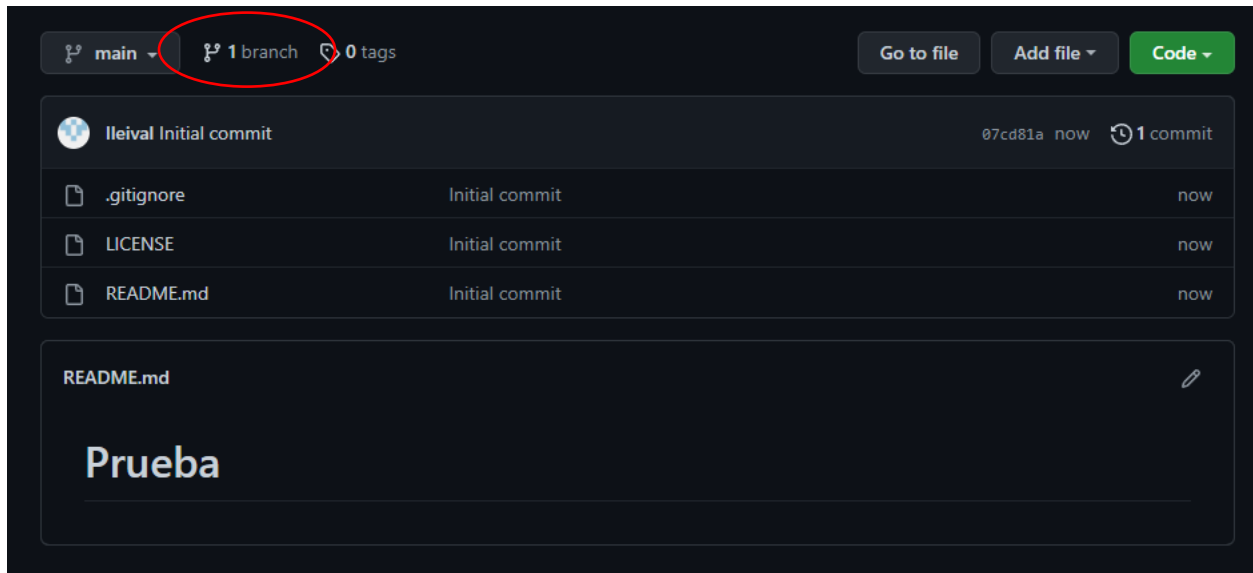 main 1 branch 0 tags Go to file Add file Code
lleival Initial commit 07cd81a now 1 commit
.gitignore Initial commit now
LICENSE Initial commit now
README.md Initial commit now
README.md
Prueba